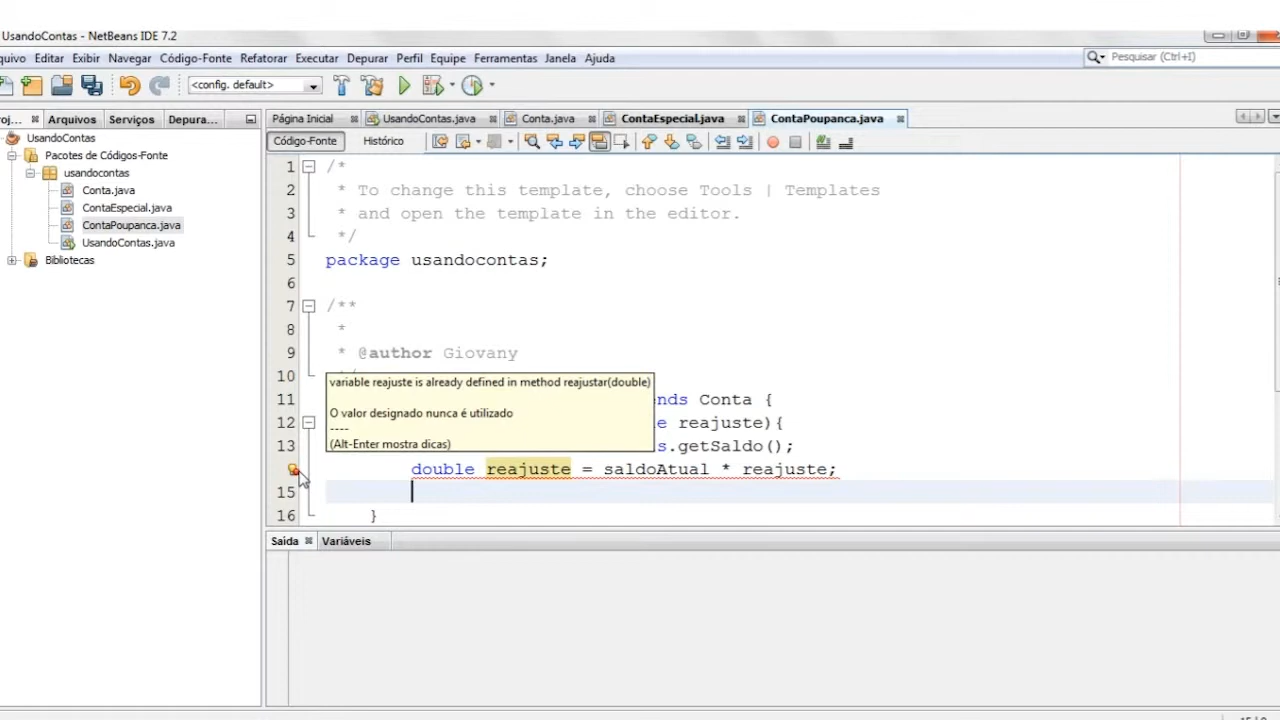 UsandoContas - NetBeans IDE 7.2
quivo Editar Exibir Navegar Código-Fonte Refatorar Executar Depurar Perfil Equipe Ferramentas Janela Ajuda
Pesquisar (Ctrl+I)
<config. default>
oj... Arquivos Serviços Depura...
Página Inicial UsandoContas.java Conta.java ContaEspecial.java ContaPoupanca.java
UsandoContas
Pacotes de Códigos-Fonte
usandocontas
Conta.java
ContaEspecial.java
ContaPoupanca.java
UsandoContas.java
Bibliotecas
Código-Fonte Histórico
1 /*
2 * To change this template, choose Tools | Templates
3 * and open the template in the editor.
4 */
5 package usandocontas;
6
7 /**
8 *
9 * @author Giovany
10
11 nds Conta {
12 e reajuste){
13 s.getSaldo();
double reajuste = saldoAtual * reajuste;
15
16 }
variable reajuste is already defined in method reajustar(double)
O valor designado nunca é utilizado
----
(Alt-Enter mostra dicas)
Saída Variáveis